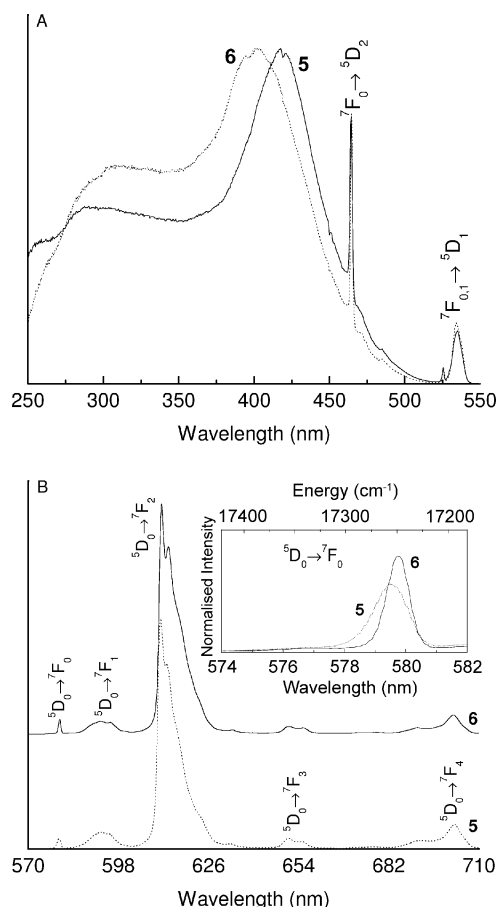 A
6
5
⁷F₀→⁵D₂
⁷F₀,₁→⁵D₁
250 300 350 400 450 500 550
Wavelength (nm)
B
⁵D₀→⁷F₀
⁵D₀→⁷F₁
⁵D₀→⁷F₂
Energy (cm⁻¹)
17400 17300 17200
Normalised Intensity
⁵D₀→⁷F₀
6
5
574 576 578 580 582
Wavelength (nm)
6
⁵D₀→⁷F₃
⁵D₀→⁷F₄
5
570 598 626 654 682 710
Wavelength (nm)